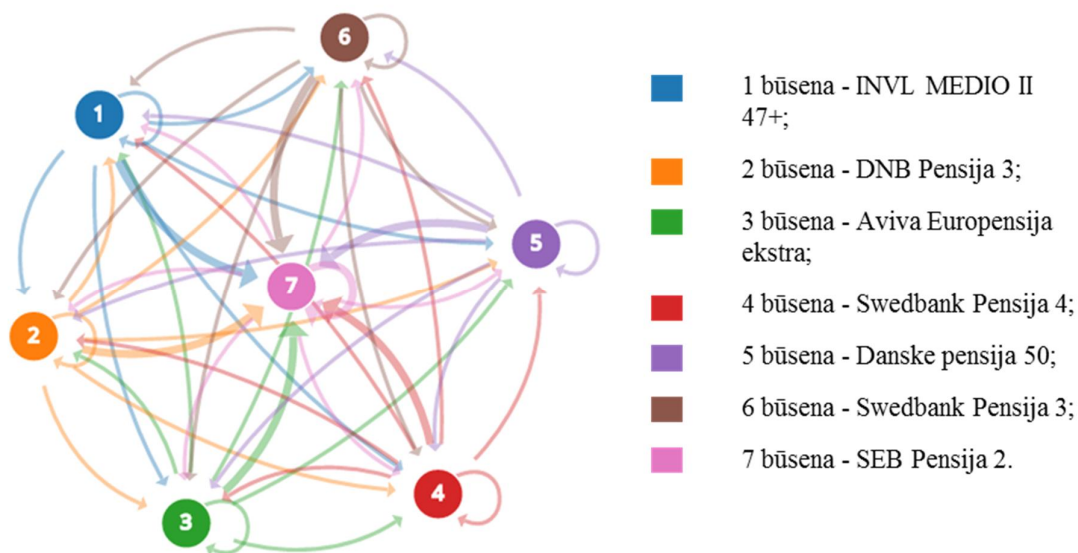 6
1
5
7
2
4
3
1 būsena - INVL MEDIO II
47+;
2 būsena - DNB Pensija 3;
3 būsena - Aviva Europensija
ekstra;
4 būsena - Swedbank Pensija 4;
5 būsena - Danske pensija 50;
6 būsena - Swedbank Pensija 3;
7 būsena - SEB Pensija 2.